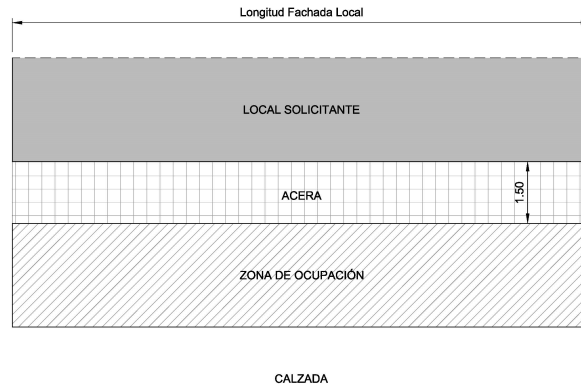 Longitud Fachada Local
LOCAL SOLICITANTE
ACERA
1.50
ZONA DE OCUPACIÓN
CALZADA